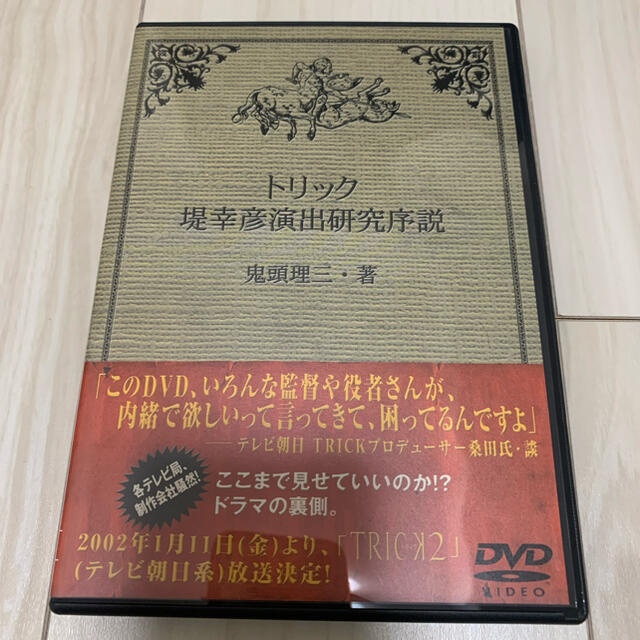 トリック
堤幸彦演出研究序説
鬼頭理三・著
「このDVD、いろんな監督や役者さんが、
内緒で欲しいって言ってきて、困ってるんですよ」
── テレビ朝日 TRICKプロデューサー桑田氏・談
各テレビ局、
制作会社騒然!
ここまで見せていいのか!?
ドラマの裏側。
2002年1月11日(金)より、「TRICK2」
(テレビ朝日系)放送決定!
DVD
VIDEO